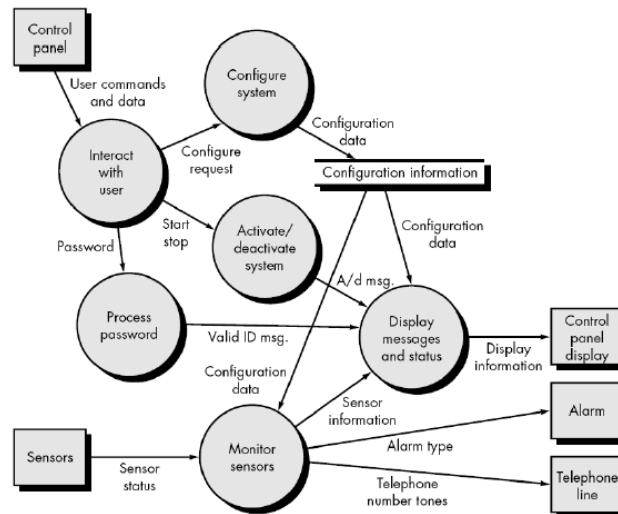 Control
panel
User commands
and data
Configure
system
Interact
with
user
Configure
request
Configuration
data
Configuration information
Start
stop
Activate/
deactivate
system
Configuration
data
Password
A/d msg.
Process
password
Valid ID msg.
Display
messages
and status
Display
information
Control
panel
display
Configuration
data
Sensor
information
Alarm
Sensors
Sensor
status
Monitor
sensors
Alarm type
Telephone
number tones
Telephone
line